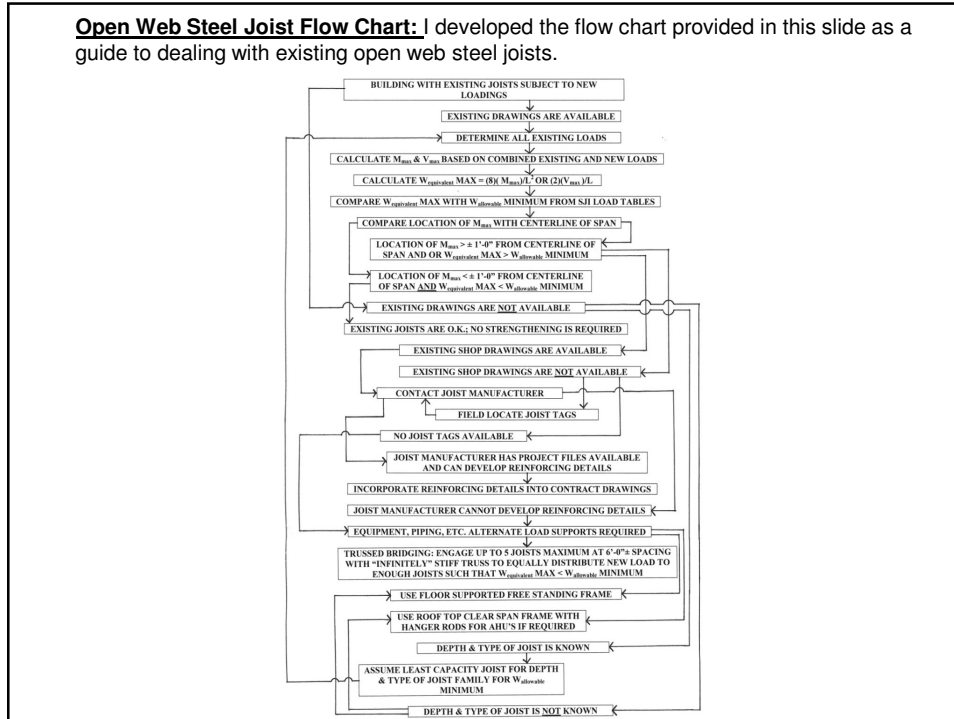 Open Web Steel Joist Flow Chart: I developed the flow chart provided in this slide as a
guide to dealing with existing open web steel joists.
BUILDING WITH EXISTING JOISTS SUBJECT TO NEW
LOADINGS
EXISTING DRAWINGS ARE AVAILABLE
DETERMINE ALL EXISTING LOADS
CALCULATE Mmax & Vmax BASED ON COMBINED EXISTING AND NEW LOADS
CALCULATE Wequivalent MAX = (8)( Mmax)/L² OR (2)(Vmax )/L
COMPARE Wequivalent MAX WITH Wallowable MINIMUM FROM SJI LOAD TABLES
COMPARE LOCATION OF Mmax WITH CENTERLINE OF SPAN
LOCATION OF Mmax > ± 1'-0" FROM CENTERLINE OF
SPAN AND OR Wequivalent MAX > Wallowable MINIMUM
LOCATION OF Mmax < ± 1'-0" FROM CENTERLINE
OF SPAN AND Wequivalent MAX < Wallowable MINIMUM
EXISTING DRAWINGS ARE NOT AVAILABLE
EXISTING JOISTS ARE O.K.; NO STRENGTHENING IS REQUIRED
EXISTING SHOP DRAWINGS ARE AVAILABLE
EXISTING SHOP DRAWINGS ARE NOT AVAILABLE
CONTACT JOIST MANUFACTURER
FIELD LOCATE JOIST TAGS
NO JOIST TAGS AVAILABLE
JOIST MANUFACTURER HAS PROJECT FILES AVAILABLE
AND CAN DEVELOP REINFORCING DETAILS
INCORPORATE REINFORCING DETAILS INTO CONTRACT DRAWINGS
JOIST MANUFACTURER CANNOT DEVELOP REINFORCING DETAILS
EQUIPMENT, PIPING, ETC. ALTERNATE LOAD SUPPORTS REQUIRED
TRUSSED BRIDGING: ENGAGE UP TO 5 JOISTS MAXIMUM AT 6'-0"± SPACING
WITH "INFINITELY" STIFF TRUSS TO EQUALLY DISTRIBUTE NEW LOAD TO
ENOUGH JOISTS SUCH THAT Wequivalent MAX < Wallowable MINIMUM
USE FLOOR SUPPORTED FREE STANDING FRAME
USE ROOF TOP CLEAR SPAN FRAME WITH
HANGER RODS FOR AHU'S IF REQUIRED
DEPTH & TYPE OF JOIST IS KNOWN
ASSUME LEAST CAPACITY JOIST FOR DEPTH
& TYPE OF JOIST FAMILY FOR Wallowable
MINIMUM
DEPTH & TYPE OF JOIST IS NOT KNOWN